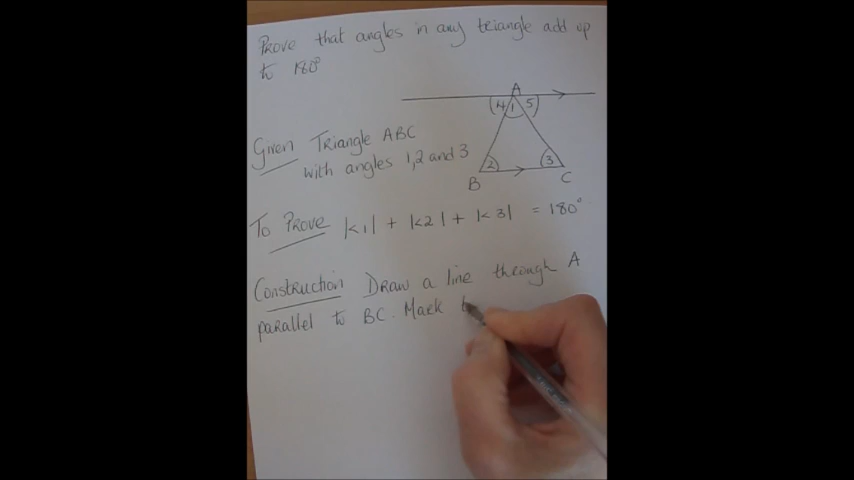 Prove that angles in any triangle add up
to 180°
A
4 1 5
Given Triangle ABC
with angles 1,2 and 3
2 3
B C
To Prove |<1| + |<2| + |<3| = 180°
Construction Draw a line through A
parallel to BC. Mark